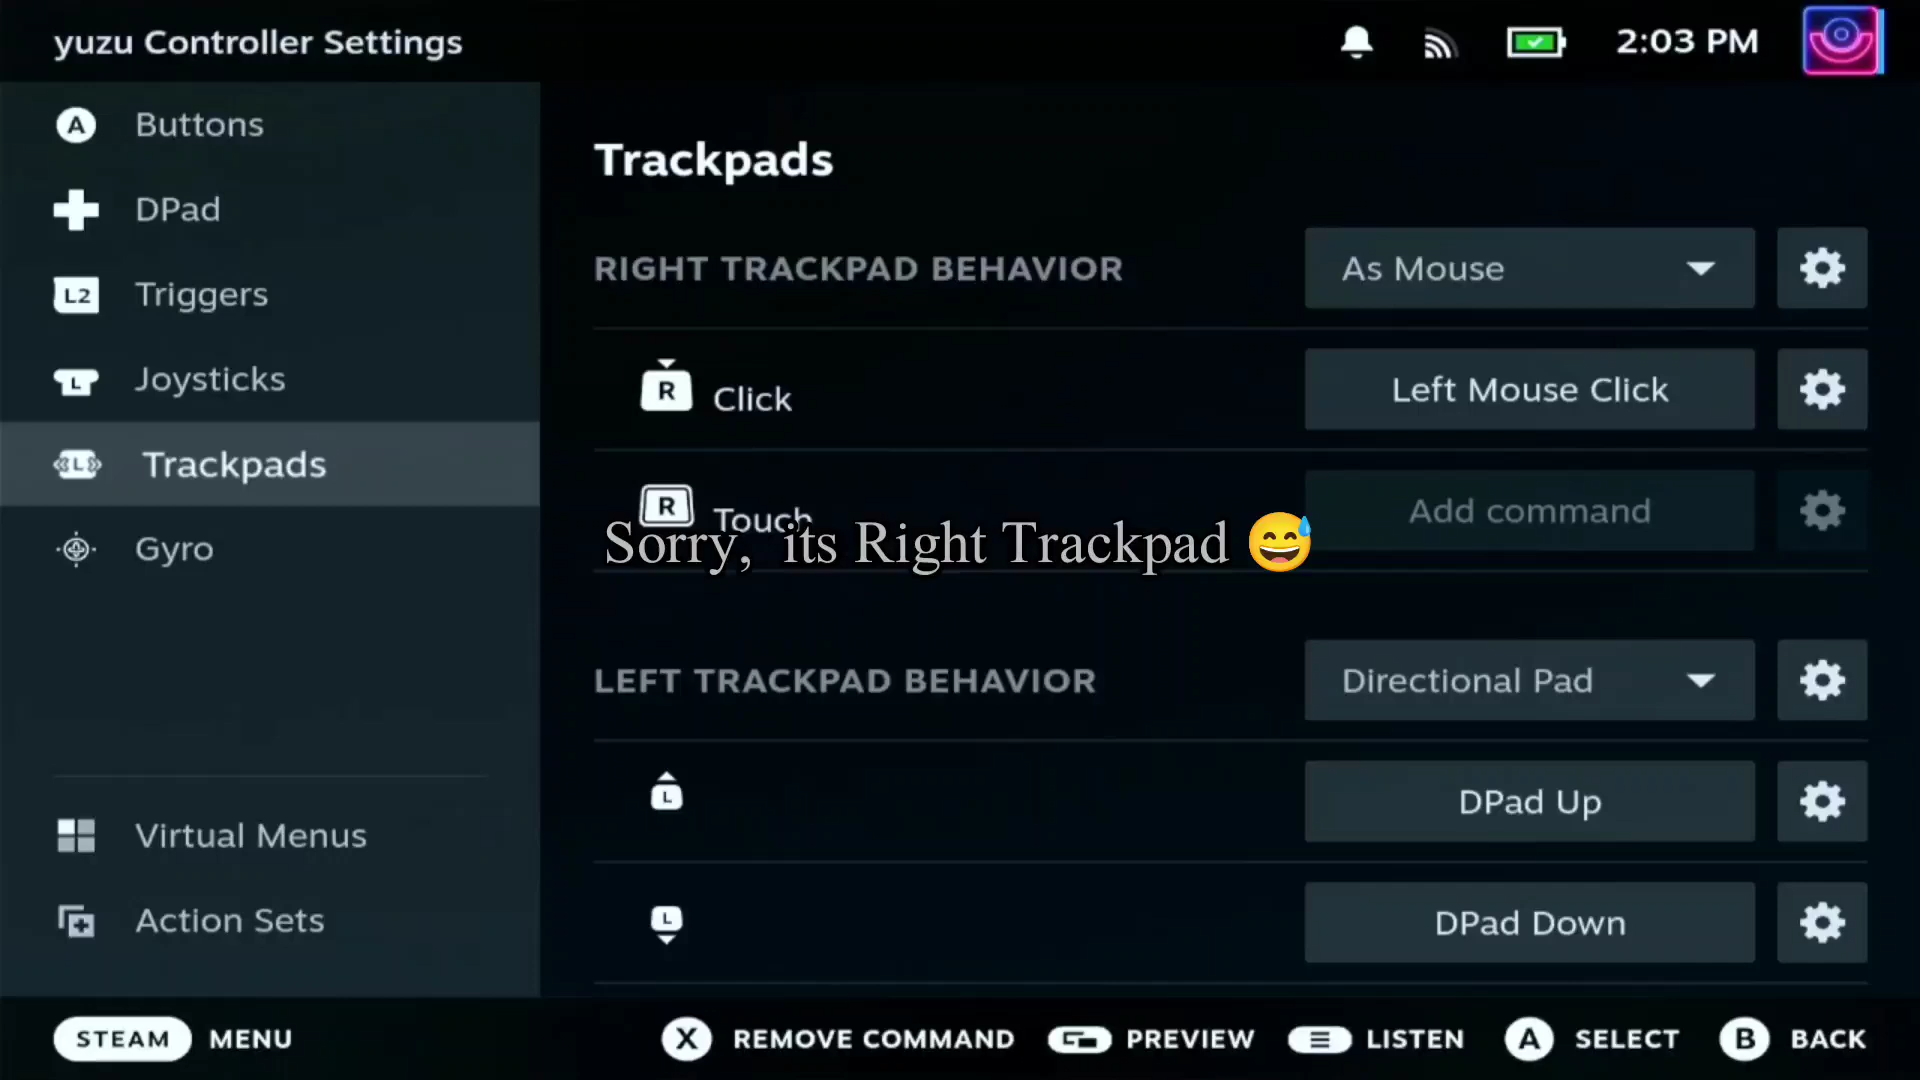 yuzu Controller Settings
2:03 PM
A Buttons
DPad
L2 Triggers
L Joysticks
L Trackpads
Gyro
Virtual Menus
Action Sets
Trackpads
RIGHT TRACKPAD BEHAVIOR As Mouse
R Click Left Mouse Click
R Touch Add command
Sorry, its Right Trackpad 😅
LEFT TRACKPAD BEHAVIOR Directional Pad
L DPad Up
L DPad Down
STEAM MENU X REMOVE COMMAND PREVIEW LISTEN A SELECT B BACK